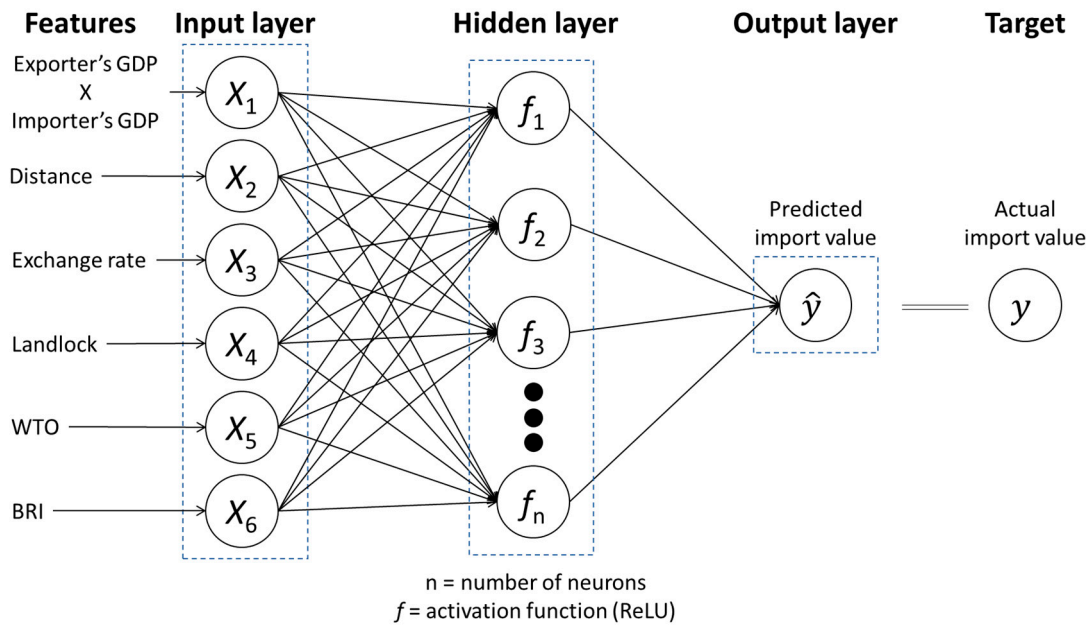 Features
Input layer
Hidden layer
Output layer
Target
Exporter's GDP
X
Importer's GDP
Distance
Exchange rate
Landlock
WTO
BRI
X₁
X₂
X₃
X₄
X₅
X₆
f₁
f₂
f₃
fₙ
Predicted
import value
ŷ
Actual
import value
y
n = number of neurons
f = activation function (ReLU)